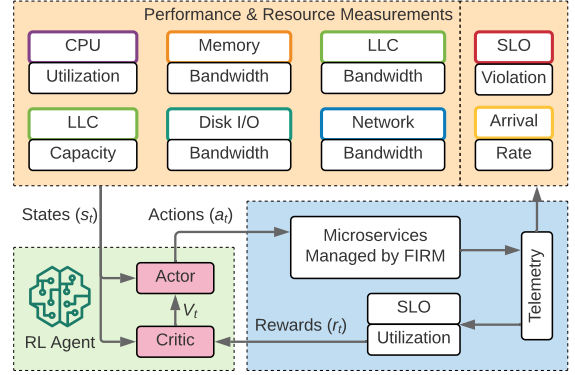 Performance & Resource Measurements
CPU
Utilization
Memory
Bandwidth
LLC
Bandwidth
SLO
Violation
LLC
Capacity
Disk I/O
Bandwidth
Network
Bandwidth
Arrival
Rate
States (st)
Actions (at)
Microservices
Managed by FIRM
Telemetry
Actor
Vt
Critic
RL Agent
Rewards (rt)
SLO
Utilization